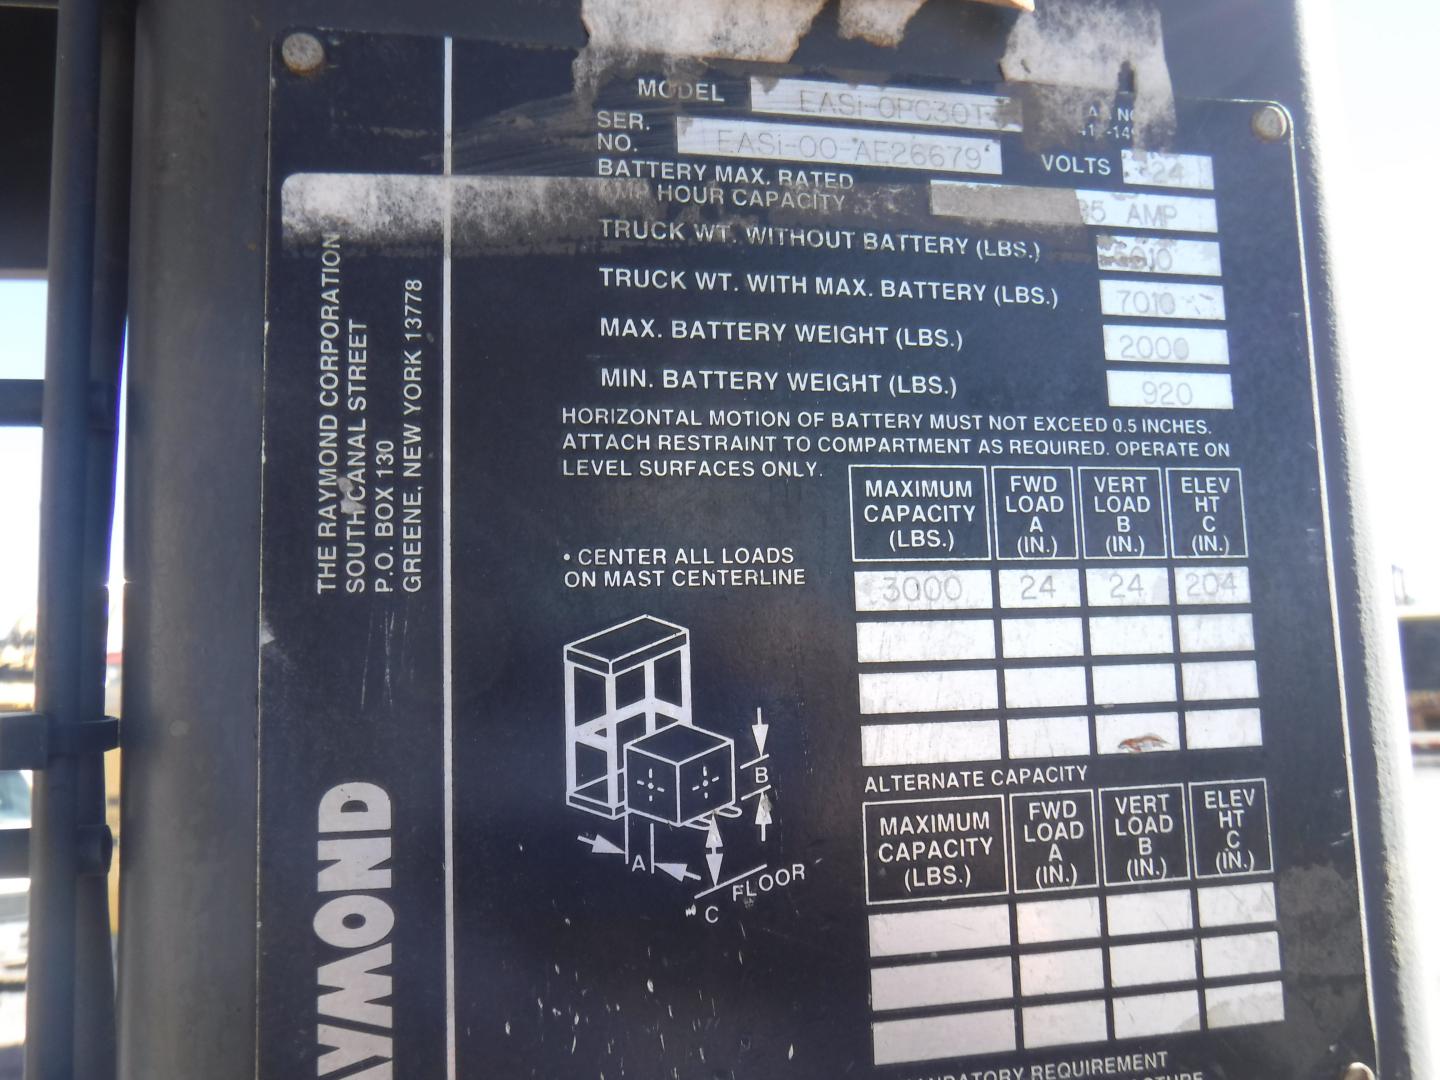 MODEL EASi-OPC30T
SER.
NO. EASi-00-AE26679
VOLTS 24
BATTERY MAX. RATED
AMP HOUR CAPACITY AMP
TRUCK WT. WITHOUT BATTERY (LBS.)
TRUCK WT. WITH MAX. BATTERY (LBS.) 7010
MAX. BATTERY WEIGHT (LBS.) 2000
MIN. BATTERY WEIGHT (LBS.) 920
HORIZONTAL MOTION OF BATTERY MUST NOT EXCEED 0.5 INCHES.
ATTACH RESTRAINT TO COMPARTMENT AS REQUIRED. OPERATE ON
LEVEL SURFACES ONLY.
MAXIMUM CAPACITY (LBS.) FWD LOAD A (IN.) VERT LOAD B (IN.) ELEV HT C (IN.)
3000 24 24 204
• CENTER ALL LOADS
ON MAST CENTERLINE
A
B
C
FLOOR
ALTERNATE CAPACITY
MAXIMUM CAPACITY (LBS.) FWD LOAD A (IN.) VERT LOAD B (IN.) ELEV HT C (IN.)
REQUIREMENT
THE RAYMOND CORPORATION
SOUTH CANAL STREET
P.O. BOX 130
GREENE, NEW YORK 13778
YMOND